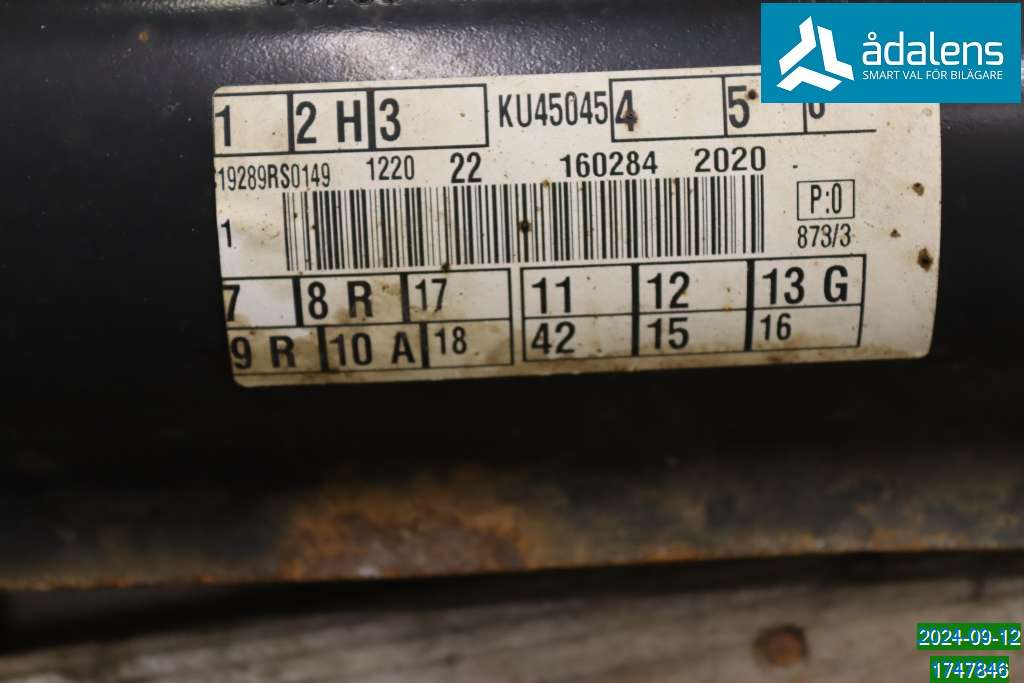 ådalens
SMART VAL FÖR BILÄGARE
1 2 H 3 KU45045 4 5
19289RS0149 1220 22 160284 2020
P:0
1 873/3
7 8 R 17 11 12 13 G
9 R 10 A 18 42 15 16
2024-09-12
1747846